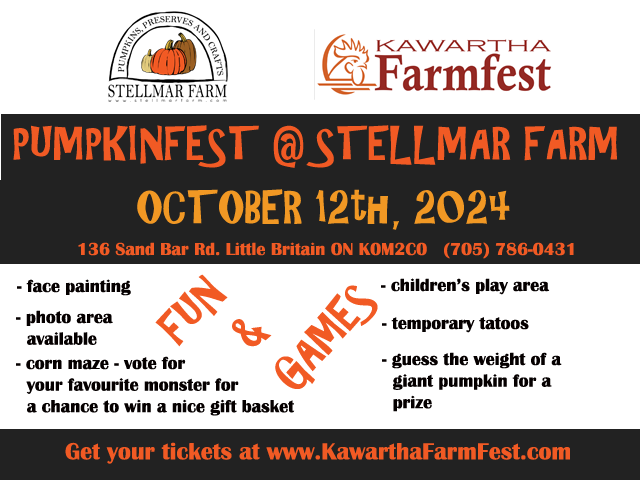 PUMPKINS, PRESERVES AND CRAFTS
STELLMAR FARM
www.stellmarfarm.com
KAWARTHA
Farmfest
PUMPKINFEST @ STELLMAR FARM
OCTOBER 12TH, 2024
136 Sand Bar Rd. Little Britain ON K0M2C0 (705) 786-0431
- face painting
- photo area
available
- corn maze - vote for
your favourite monster for
a chance to win a nice gift basket
FUN
&
GAMES
- children's play area
- temporary tatoos
- guess the weight of a
giant pumpkin for a
prize
Get your tickets at www.KawarthaFarmFest.com